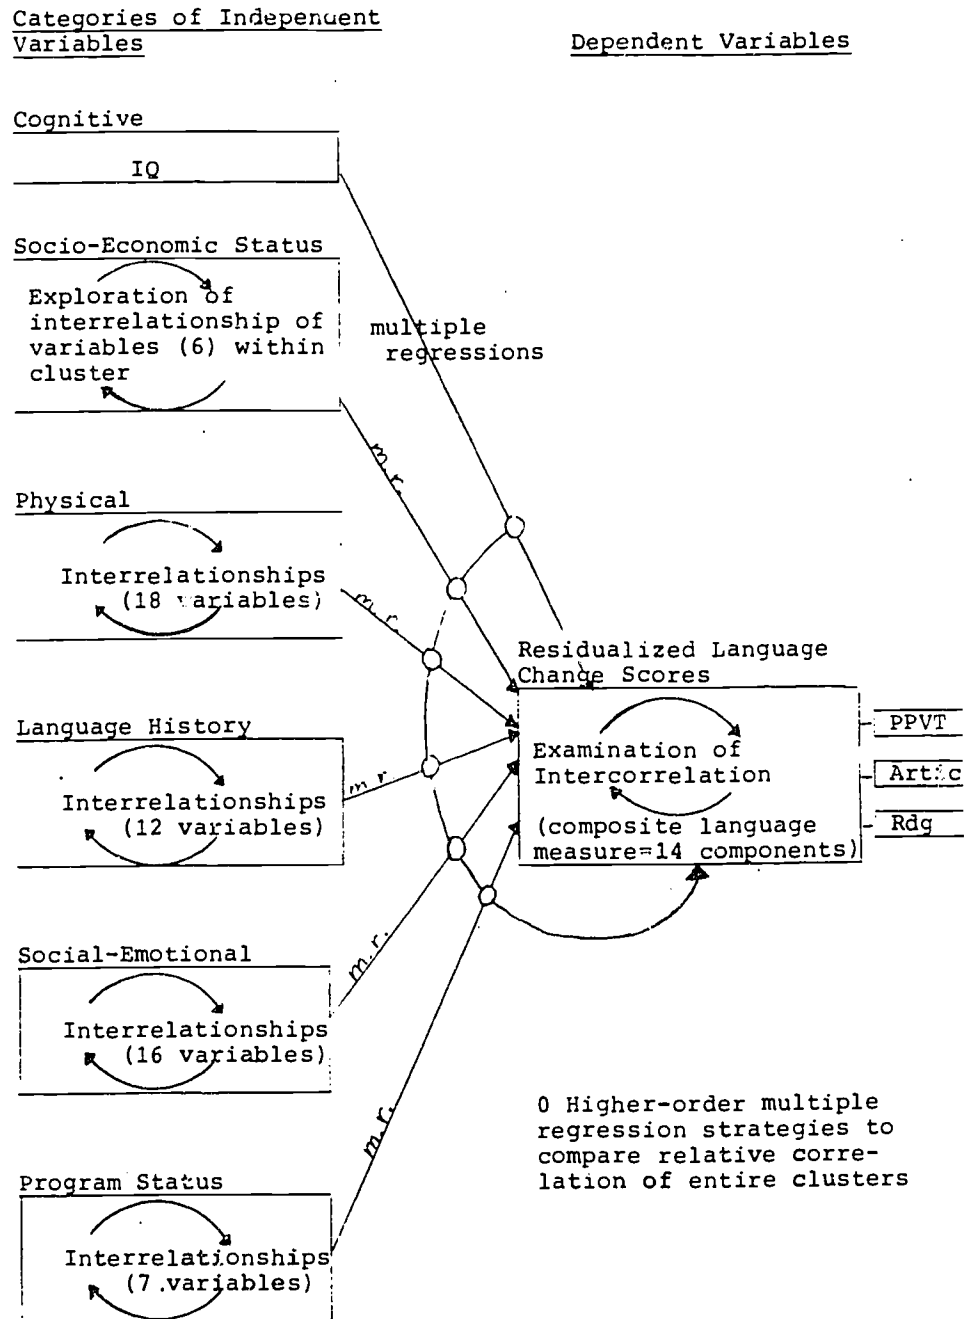 Categories of Independent
Variables
Dependent Variables
Cognitive
IQ
Socio-Economic Status
Exploration of
interrelationship of
variables (6) within
cluster
multiple
regressions
m.r.
Physical
Interrelationships
(18 variables)
m.r.
Language History
Interrelationships
(12 variables)
m r
Residualized Language
Change Scores
Examination of
Intercorrelation
(composite language
measure=14 components)
PPVT
Artic
Rdg
Social-Emotional
Interrelationships
(16 variables)
m.r.
Program Status
Interrelationships
(7 variables)
m.r.
0 Higher-order multiple
regression strategies to
compare relative corre-
lation of entire clusters